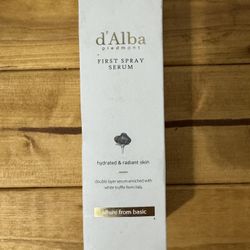 d'Alba
piedmont
FIRST SPRAY
SERUM
hydrated & radiant skin
double layer serum enriched with
white truffle from italy
from basic